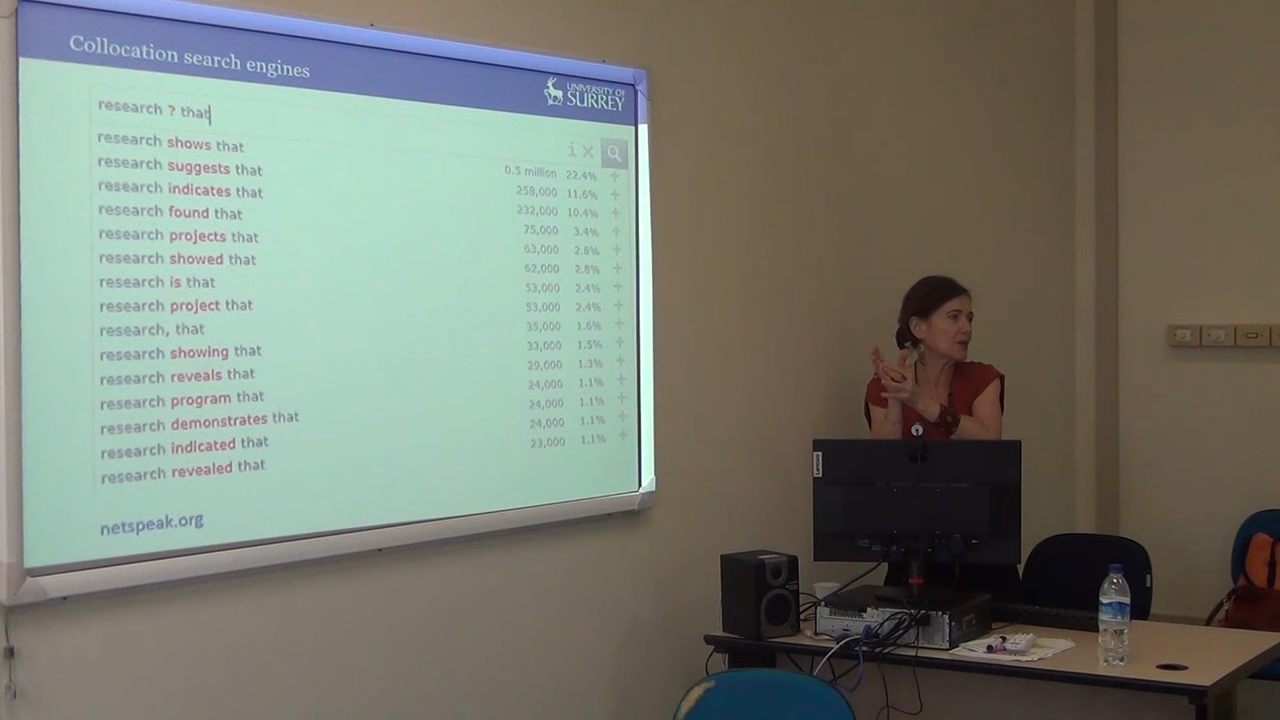 Collocation search engines
UNIVERSITY OF
SURREY
research ? that
i ×
research shows that 0.5 million 22.4% +
research suggests that 258,000 11.6% +
research indicates that 232,000 10.4% +
research found that 75,000 3.4% +
research projects that 63,000 2.8% +
research showed that 62,000 2.8% +
research is that 53,000 2.4% +
research project that 53,000 2.4% +
research, that 35,000 1.6% +
research showing that 33,000 1.5% +
research reveals that 29,000 1.3% +
research program that 24,000 1.1% +
research demonstrates that 24,000 1.1% +
research indicated that 24,000 1.1% +
research revealed that 23,000 1.1% +
netspeak.org
Lenovo